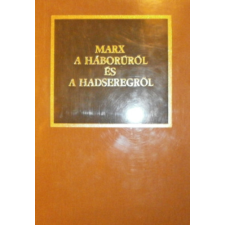 MARX
A HÁBORÚRÓL
ÉS
A HADSEREGRŐL